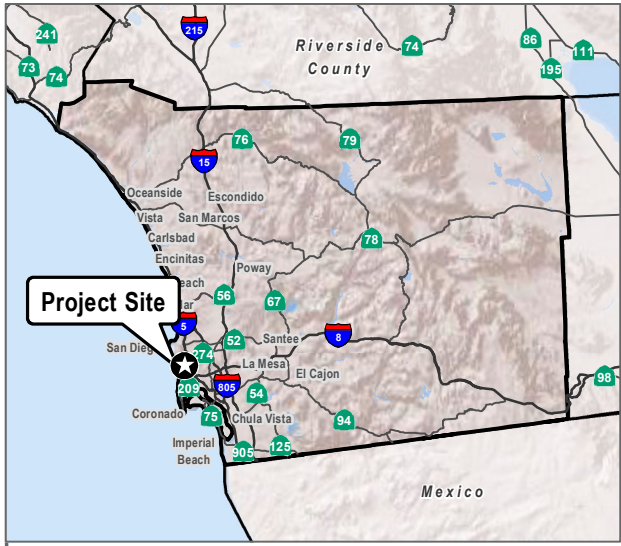 241
215
Riverside
County
74
86
111
73
74
195
76
79
15
Oceanside
Escondido
Vista
San Marcos
Carlsbad
78
Encinitas
Poway
each
56
67
Project Site
ar
5
52
Santee
8
San Dieg
274
La Mesa
El Cajon
98
209
805
54
Coronado
75
Chula Vista
94
Imperial
Beach
905
125
Mexico